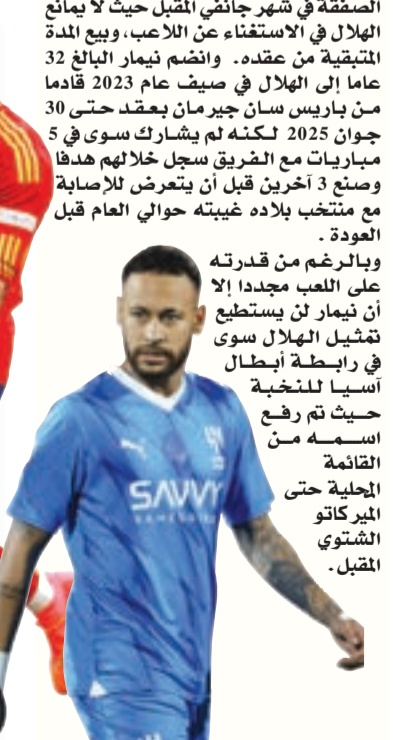 الصفقة في شهر جانفي المقبل حيث لا يمانع
الهلال في الاستغناء عن اللاعب، وبيع المدة
المتبقية من عقده. وانضم نيمار البالغ 32
عاما إلى الهلال في صيف عام 2023 قادما
من باريس سان جيرمان بعقد حتى 30
جوان 2025 لكنه لم يشارك سوى في 5
مباريات مع الفريق سجل خلالهم هدفا
وصنع 3 آخرين قبل أن يتعرض للإصابة
مع منتخب بلاده غيبته حوالي العام قبل
العودة .
وبالرغم من قدرته
على اللعب مجددا إلا
أن نيمار لن يستطيع
تمثيل الهلال سوى
في رابطة أبطال
آسيا للنخبة
حيث تم رفع
اسمه من
القائمة
المحلية حتى
الميركاتو
الشتوي
المقبل.
SAVVY